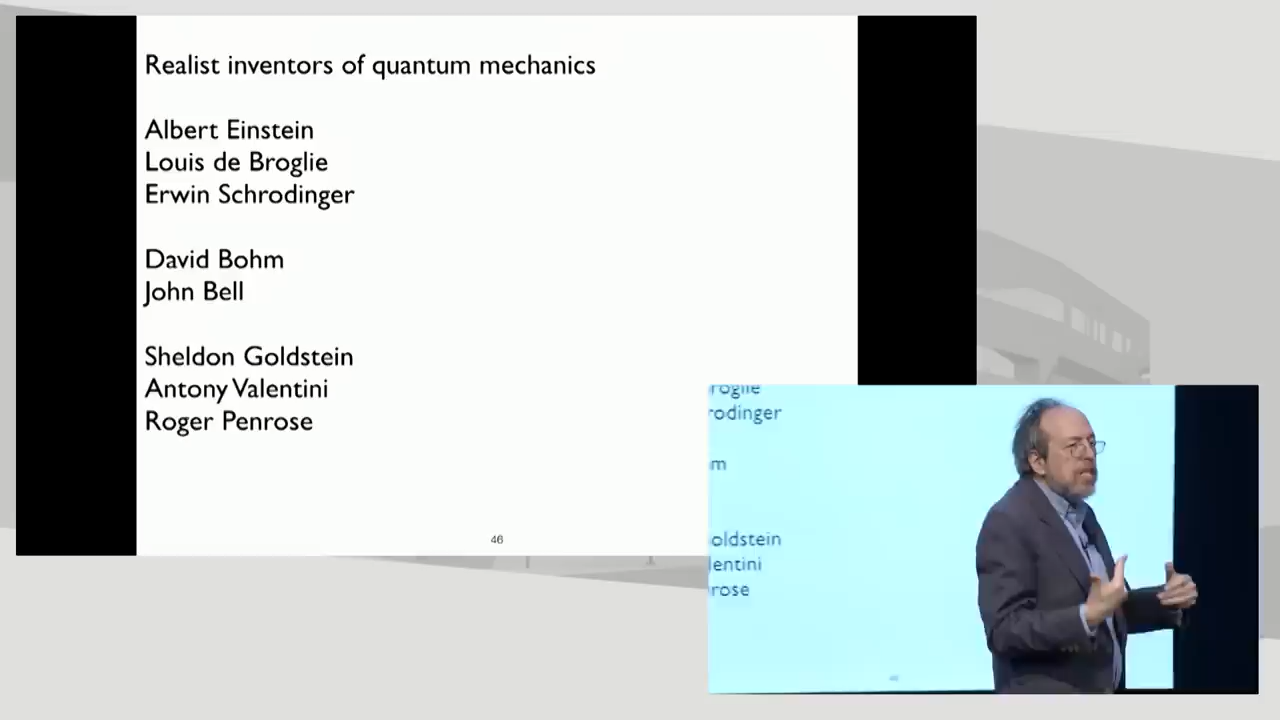 Realist inventors of quantum mechanics
Albert Einstein
Louis de Broglie
Erwin Schrodinger
David Bohm
John Bell
Sheldon Goldstein
Antony Valentini
Roger Penrose
46
roglie
rodinger
m
oldstein
lentini
rose
46